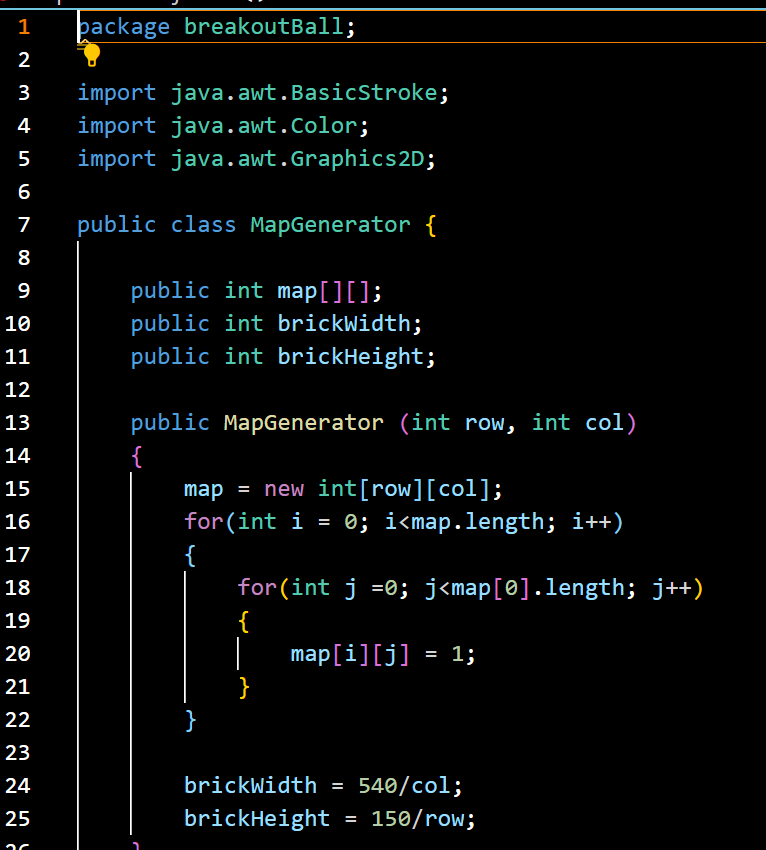 1 package breakoutBall;
2
3 import java.awt.BasicStroke;
4 import java.awt.Color;
5 import java.awt.Graphics2D;
6
7 public class MapGenerator {
8
9 public int map[][];
10 public int brickWidth;
11 public int brickHeight;
12
13 public MapGenerator (int row, int col)
14 {
15 map = new int[row][col];
16 for(int i = 0; i<map.length; i++)
17 {
18 for(int j =0; j<map[0].length; j++)
19 {
20 map[i][j] = 1;
21 }
22 }
23
24 brickWidth = 540/col;
25 brickHeight = 150/row;